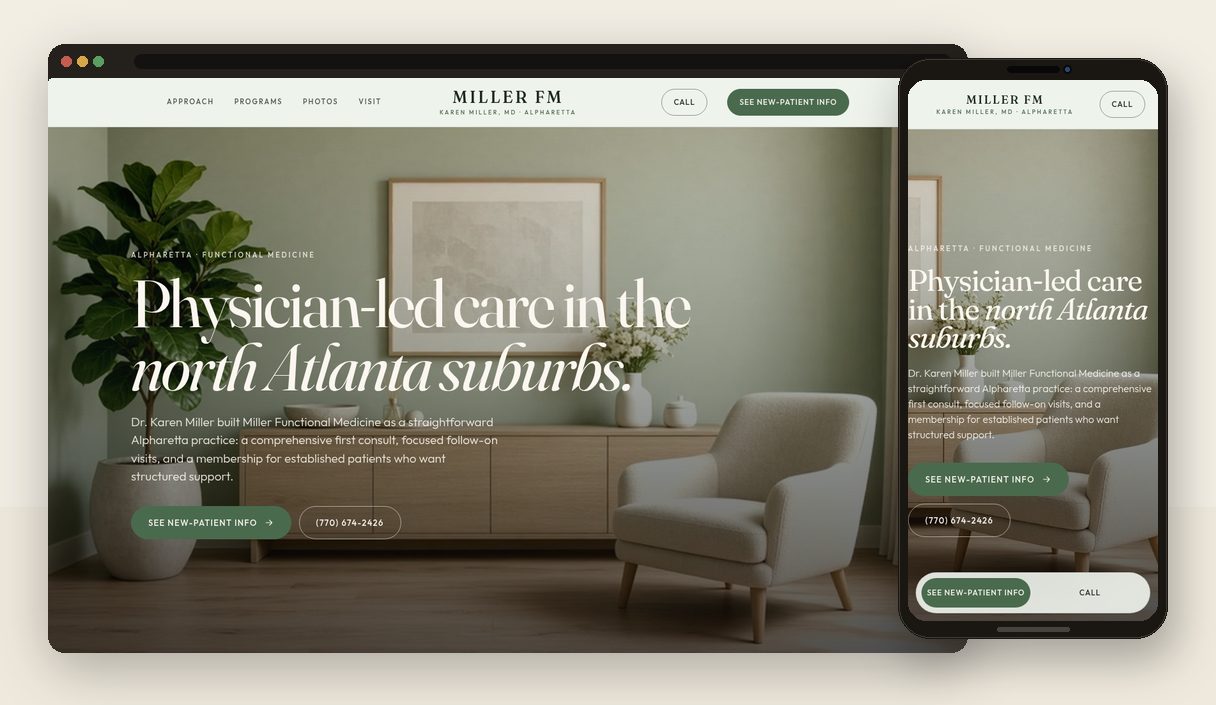 APPROACH PROGRAMS PHOTOS VISIT
MILLER FM
KAREN MILLER, MD · ALPHARETTA
CALL
SEE NEW-PATIENT INFO
ALPHARETTA · FUNCTIONAL MEDICINE
Physician-led care in the
north Atlanta suburbs.
Dr. Karen Miller built Miller Functional Medicine as a straightforward
Alpharetta practice: a comprehensive first consult, focused follow-on
visits, and a membership for established patients who want
structured support.
SEE NEW-PATIENT INFO →
(770) 674-2426
MILLER FM
KAREN MILLER, MD · ALPHARETTA
CALL
ALPHARETTA · FUNCTIONAL MEDICINE
Physician-led care
in the north Atlanta
suburbs.
Dr. Karen Miller built Miller Functional Medicine as a
straightforward Alpharetta practice: a comprehensive
first consult, focused follow-on visits, and a
membership for established patients who want
structured support.
SEE NEW-PATIENT INFO →
(770) 674-2426
SEE NEW-PATIENT INFO
CALL